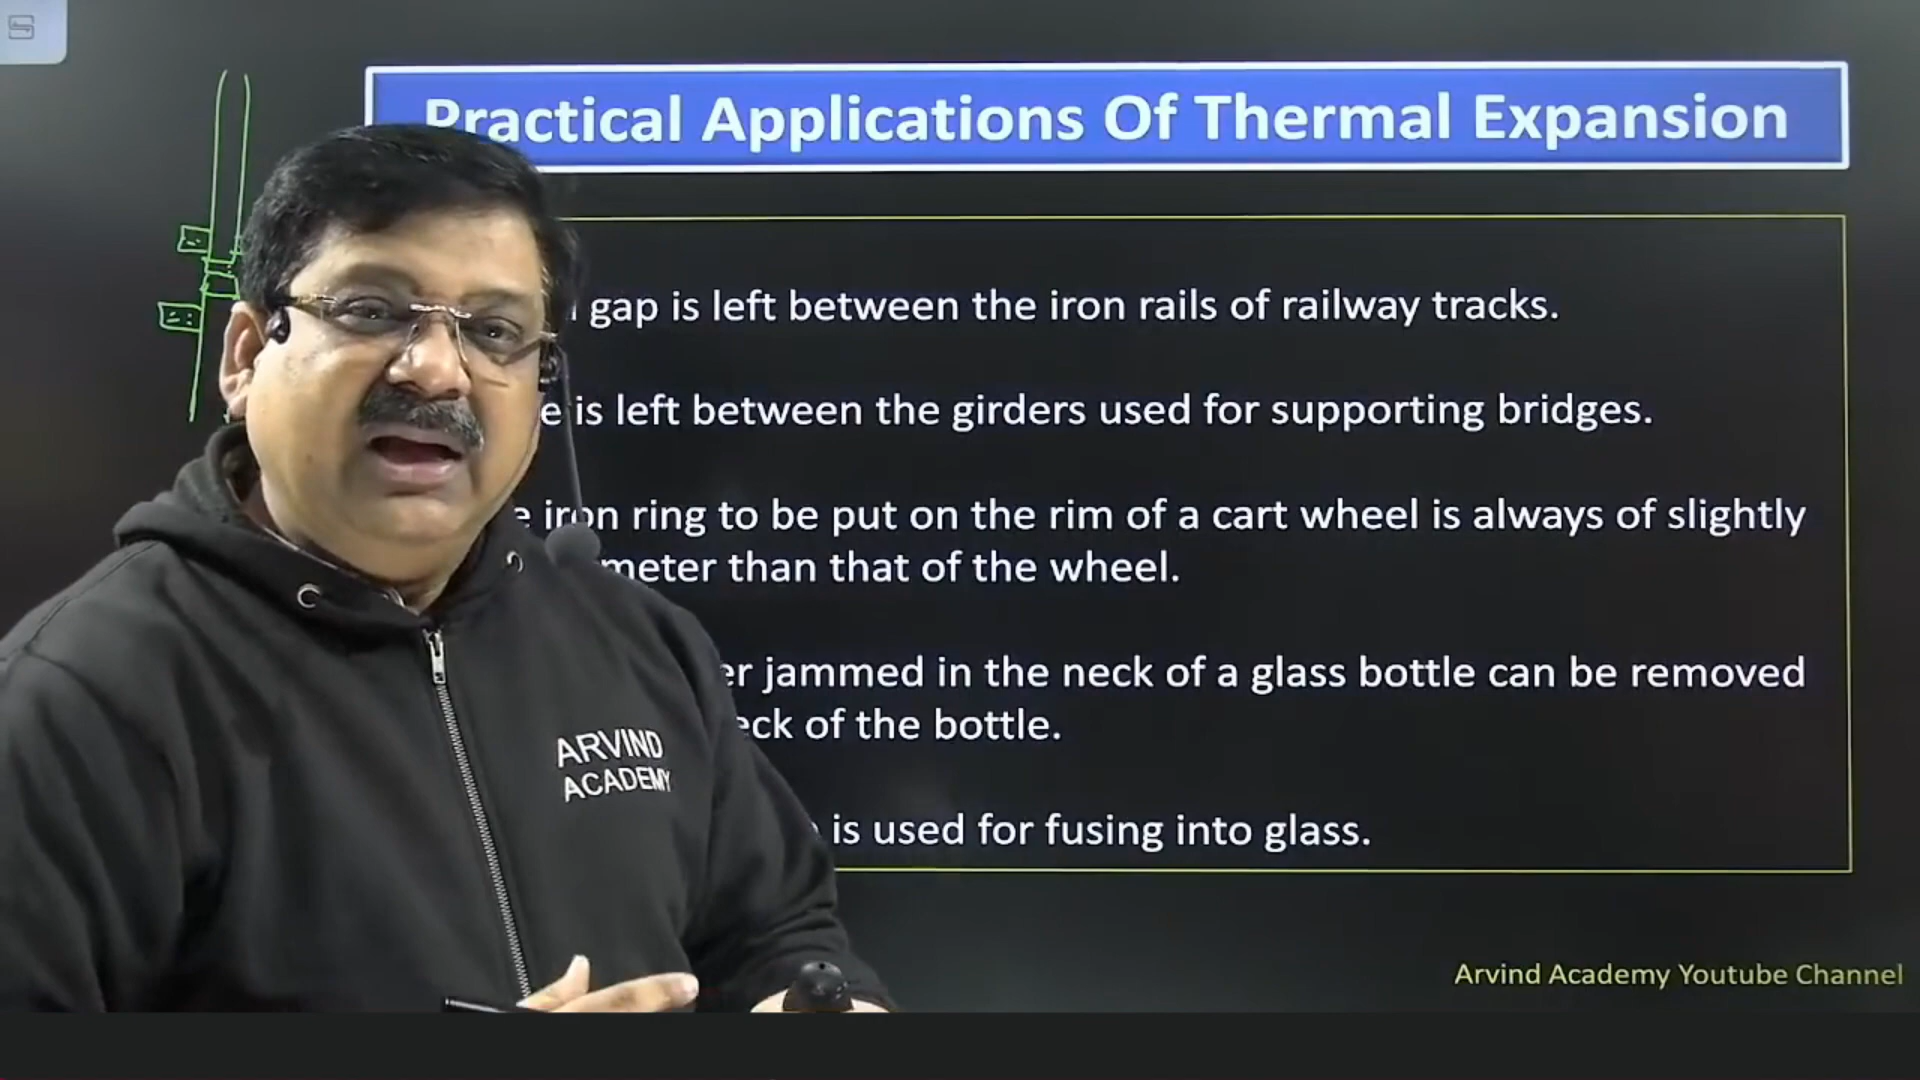 Practical Applications Of Thermal Expansion
gap is left between the iron rails of railway tracks.
is left between the girders used for supporting bridges.
iron ring to be put on the rim of a cart wheel is always of slightly
than that of the wheel.
jammed in the neck of a glass bottle can be removed
of the bottle.
is used for fusing into glass.
ARVIND
ACADEMY
Arvind Academy Youtube Channel